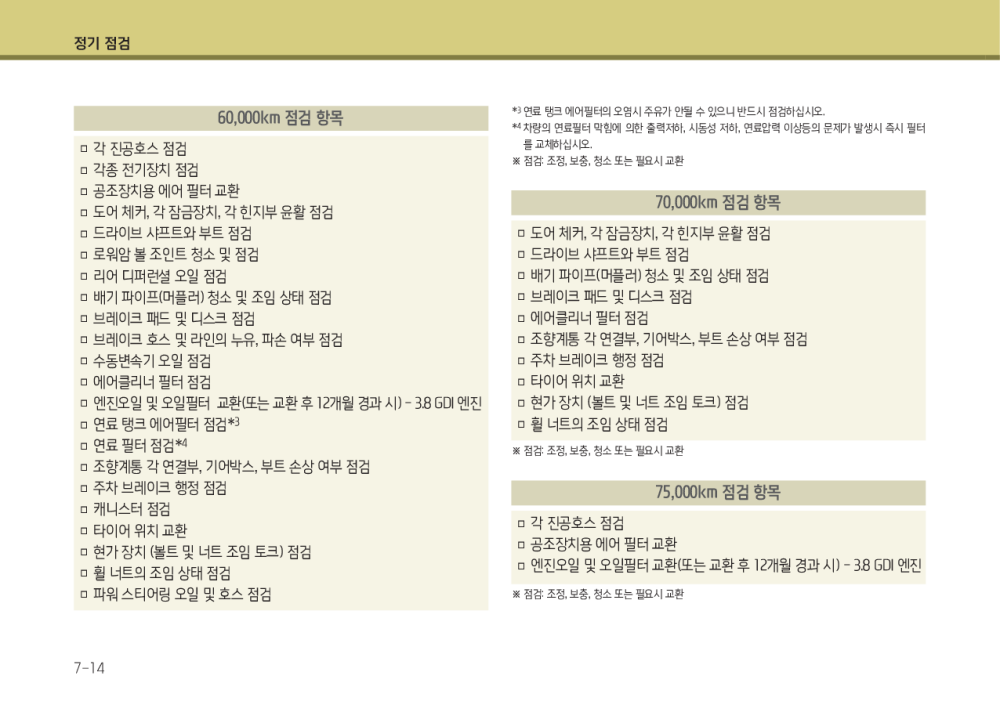 정기 점검
60,000km 점검 항목
□ 각 진공호스 점검
□ 각종 전기장치 점검
□ 공조장치용 에어 필터 교환
□ 도어 체커, 각 잠금장치, 각 힌지부 윤활 점검
□ 드라이브 샤프트와 부트 점검
□ 로워암 볼 조인트 청소 및 점검
□ 리어 디퍼런셜 오일 점검
□ 배기 파이프(머플러) 청소 및 조임 상태 점검
□ 브레이크 패드 및 디스크 점검
□ 브레이크 호스 및 라인의 누유, 파손 여부 점검
□ 수동변속기 오일 점검
□ 에어클리너 필터 점검
□ 엔진오일 및 오일필터 교환(또는 교환 후 12개월 경과 시) - 3.8 GDI 엔진
□ 연료 탱크 에어필터 점검*3
□ 연료 필터 점검*4
□ 조향계통 각 연결부, 기어박스, 부트 손상 여부 점검
□ 주차 브레이크 행정 점검
□ 캐니스터 점검
□ 타이어 위치 교환
□ 현가 장치 (볼트 및 너트 조임 토크) 점검
□ 휠 너트의 조임 상태 점검
□ 파워 스티어링 오일 및 호스 점검
*3 연료 탱크 에어필터의 오염시 주유가 안될 수 있으니 반드시 점검하십시오.
*4 차량의 연료필터 막힘에 의한 출력저하, 시동성 저하, 연료압력 이상등의 문제가 발생시 즉시 필터
를 교체하십시오.
※ 점검: 조정, 보충, 청소 또는 필요시 교환
70,000km 점검 항목
□ 도어 체커, 각 잠금장치, 각 힌지부 윤활 점검
□ 드라이브 샤프트와 부트 점검
□ 배기 파이프(머플러) 청소 및 조임 상태 점검
□ 브레이크 패드 및 디스크 점검
□ 에어클리너 필터 점검
□ 조향계통 각 연결부, 기어박스, 부트 손상 여부 점검
□ 주차 브레이크 행정 점검
□ 타이어 위치 교환
□ 현가 장치 (볼트 및 너트 조임 토크) 점검
□ 휠 너트의 조임 상태 점검
※ 점검: 조정, 보충, 청소 또는 필요시 교환
75,000km 점검 항목
□ 각 진공호스 점검
□ 공조장치용 에어 필터 교환
□ 엔진오일 및 오일필터 교환(또는 교환 후 12개월 경과 시) - 3.8 GDI 엔진
※ 점검: 조정, 보충, 청소 또는 필요시 교환
7-14